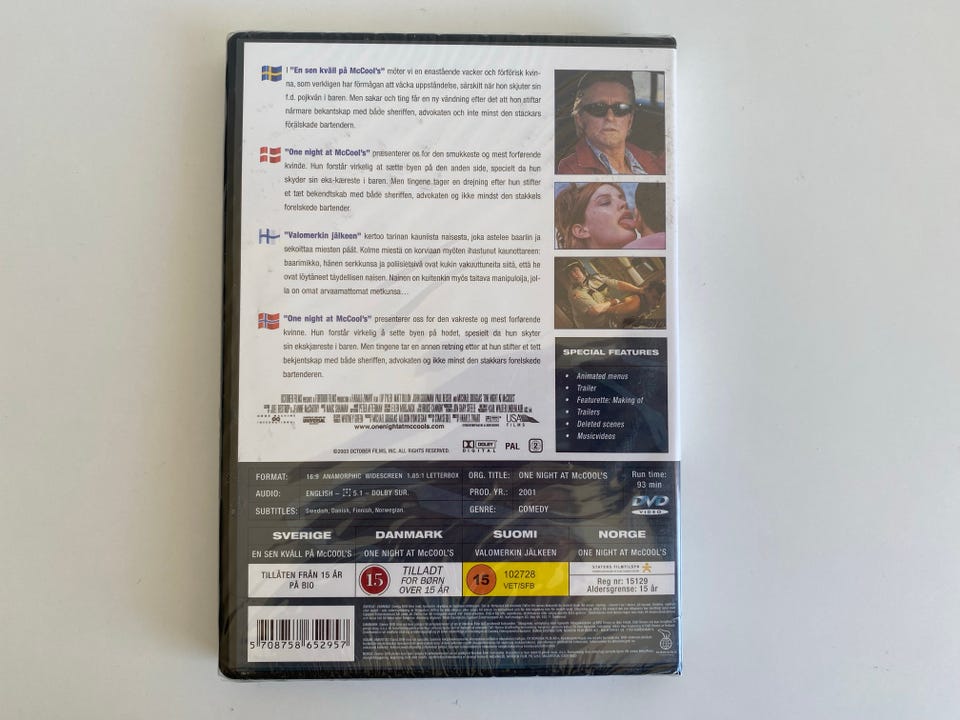 I "En sen kväll på McCool's" möter vi en enastående vacker och förförisk kvin-
na, som verkligen har förmågan att väcka uppståndelse, särskilt när hon skjuter sin
f.d. pojkvän i baren. Men saker och ting får en ny vändning efter det att hon stiftar
närmare bekantskap med både sheriffen, advokaten och inte minst den stackars
förälskade bartendern.
"One night at McCool's" præsenterer os for den smukkeste og mest forførende
kvinde. Hun forstår virkelig at sætte byen på den anden side, specielt da hun
skyder sin eks-kæreste i baren. Men tingene tager en drejning efter hun stifter
et tæt bekendtskab med både sheriffen, advokaten og ikke mindst den stakkels
forelskede bartender.
"Valomerkin jälkeen" kertoo tarinan kauniista naisesta, joka astelee baariin ja
sekoittaa miesten päät. Kolme miestä on korviaan myöten ihastunut kaunottareen:
baarimikko, hänen serkkunsa ja poliisietsivä ovat kukin vakuuttuneita siitä, että he
ovat löytäneet täydellisen naisen. Nainen on kuitenkin myös taitava manipuloija, jol-
la on omat arvaamattomat metkunsa...
"One night at McCool's" presenterer oss for den vakreste og mest forførende
kvinne. Hun forstår virkelig å sette byen på hodet, spesielt da hun skyter
sin ekskjæreste i baren. Men tingene tar en annen retning etter at hun stifter et tett
bekjentskap med både sheriffen, advokaten og ikke minst den stakkars forelskede
bartenderen.
SPECIAL FEATURES
• Animated menus
• Trailer
• Featurette: Making of
• Trailers
• Deleted scenes
• Musicvideos
UNIVERSAL
USA
FILMS
www.onenightatmccools.com
©2003 OCTOBER FILMS, INC. ALL RIGHTS RESERVED.
DOLBY
DIGITAL
PAL
2
FORMAT: 16:9 ANAMORPHIC WIDESCREEN 1.85:1 LETTERBOX
AUDIO: ENGLISH – 5.1 – DOLBY SUR.
SUBTITLES: Swedish, Danish, Finnish, Norwegian.
ORG. TITLE: ONE NIGHT AT McCOOL'S
PROD. YR.: 2001
GENRE: COMEDY
Run time:
93 min
DVD
VIDEO
SVERIGE
EN SEN KVÄLL PÅ McCOOL'S
TILLÅTEN FRÅN 15 ÅR
PÅ BIO
DANMARK
ONE NIGHT AT McCOOL'S
15
TILLADT
FOR BØRN
OVER 15 ÅR
SUOMI
VALOMERKIN JÄLKEEN
15
102728
VET/SFB
NORGE
ONE NIGHT AT McCOOL'S
STATENS FILMTILSYN
Reg nr: 15129
Aldersgrense: 15 år
5 708758 652957